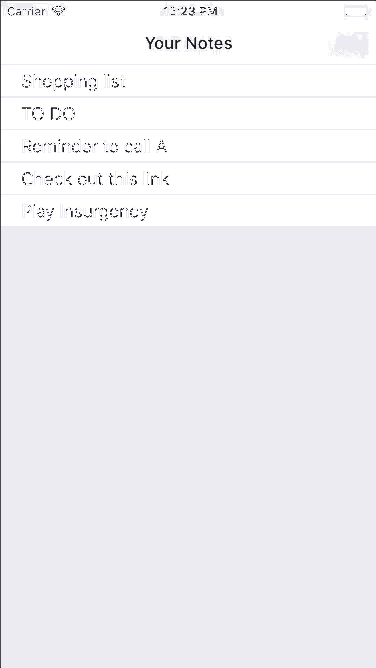 Carrier 12:23 PM
Your Notes
Shopping list
TO DO
Reminder to call A
Check out this link
Play Insurgency